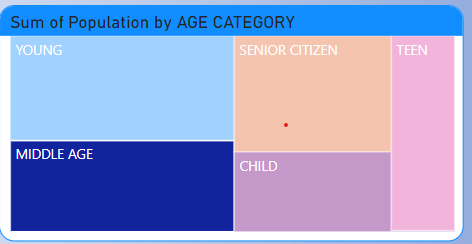 Sum of Population by AGE CATEGORY
YOUNG
SENIOR CITIZEN
TEEN
MIDDLE AGE
CHILD